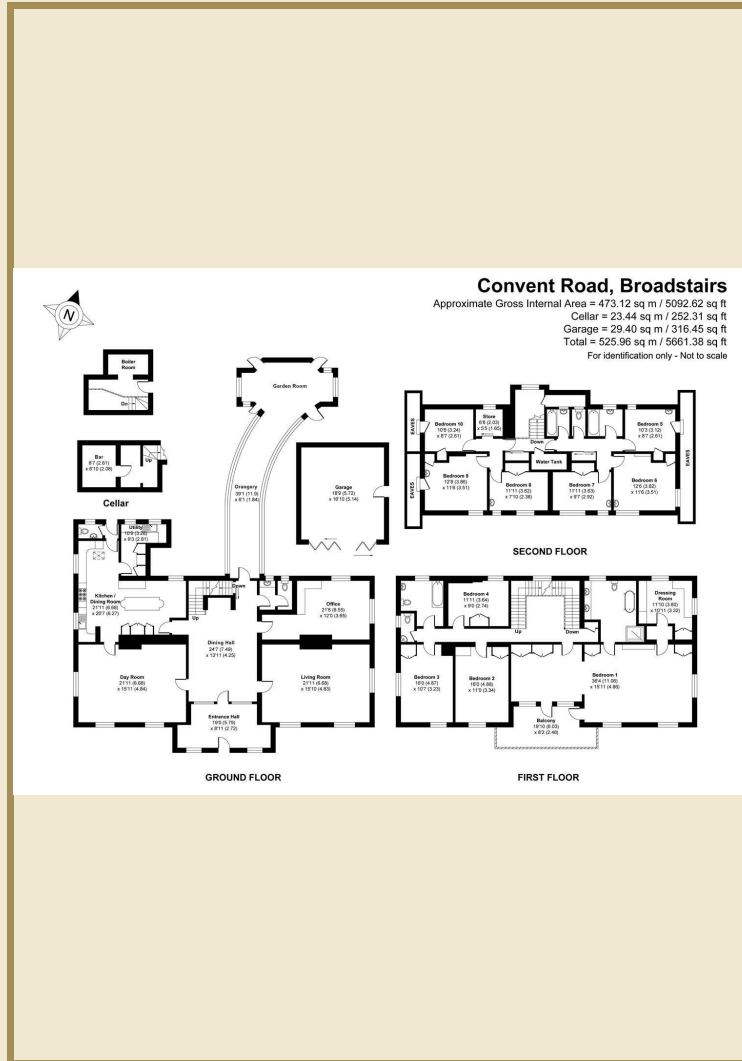 Convent Road, Broadstairs
Approximate Gross Internal Area = 473.12 sq m / 5092.62 sq ft
Cellar = 23.44 sq m / 252.31 sq ft
Garage = 29.40 sq m / 316.45 sq ft
Total = 525.96 sq m / 5661.38 sq ft
For identification only - Not to scale
N
Boiler
Room
Dn
Bar
8'7 (2.61)
x 6'10 (2.08)
Up
Cellar
Garden Room
Orangery
39'1 (11.9)
x 6'1 (1.84)
Garage
18'9 (5.72)
x 16'10 (5.14)
Utility
10'9 (3.28)
x 9'3 (2.81)
Kitchen /
Dining Room
21'11 (6.68)
x 20'7 (6.27)
Up
Down
Dining Hall
24'7 (7.49)
x 13'11 (4.25)
Office
21'6 (6.55)
x 12'0 (3.65)
Day Room
21'11 (6.68)
x 15'11 (4.84)
Living Room
21'11 (6.68)
x 15'10 (4.83)
Entrance Hall
19'0 (5.79)
x 8'11 (2.72)
GROUND FLOOR
EAVES
Bedroom 10
10'8 (3.24)
x 8'7 (2.61)
Store
6'8 (2.03)
x 5'5 (1.65)
Down
Bedroom 5
10'3 (3.12)
x 8'7 (2.61)
EAVES
EAVES
Water Tank
Bedroom 9
12'8 (3.86)
x 11'6 (3.51)
Bedroom 8
11'11 (3.62)
x 7'10 (2.38)
Bedroom 7
11'11 (3.63)
x 9'7 (2.92)
Bedroom 6
12'6 (3.82)
x 11'6 (3.51)
SECOND FLOOR
Bedroom 4
11'11 (3.64)
x 9'0 (2.74)
Up
Down
Dressing
Room
11'10 (3.60)
x 10'11 (3.32)
Bedroom 3
16'0 (4.87)
x 10'7 (3.23)
Bedroom 2
16'0 (4.88)
x 11'0 (3.34)
Bedroom 1
36'4 (11.08)
x 15'11 (4.86)
Balcony
19'10 (6.03)
x 8'2 (2.48)
FIRST FLOOR